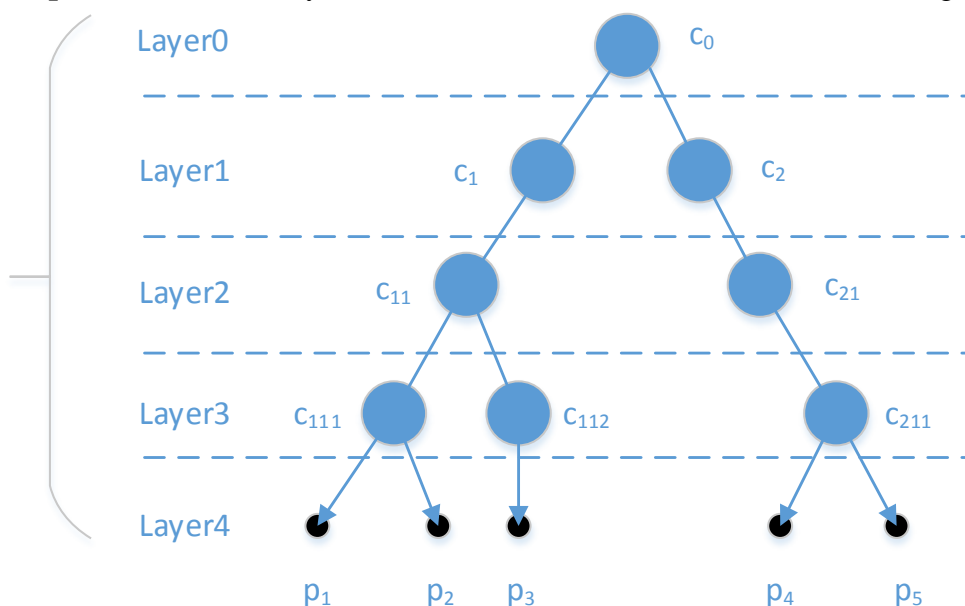 Layer0 c₀
Layer1 c₁ c₂
Layer2 c₁₁ c₂₁
Layer3 c₁₁₁ c₁₁₂ c₂₁₁
Layer4
p₁ p₂ p₃ p₄ p₅